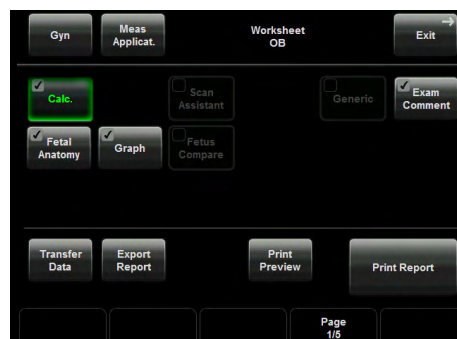 Gyn
Meas
Applicat.
Worksheet
OB
Exit
Calc.
Scan
Assistant
Generic
Exam
Comment
Fetal
Anatomy
Graph
Fetus
Compare
Transfer
Data
Export
Report
Print
Preview
Print Report
Page
1/5